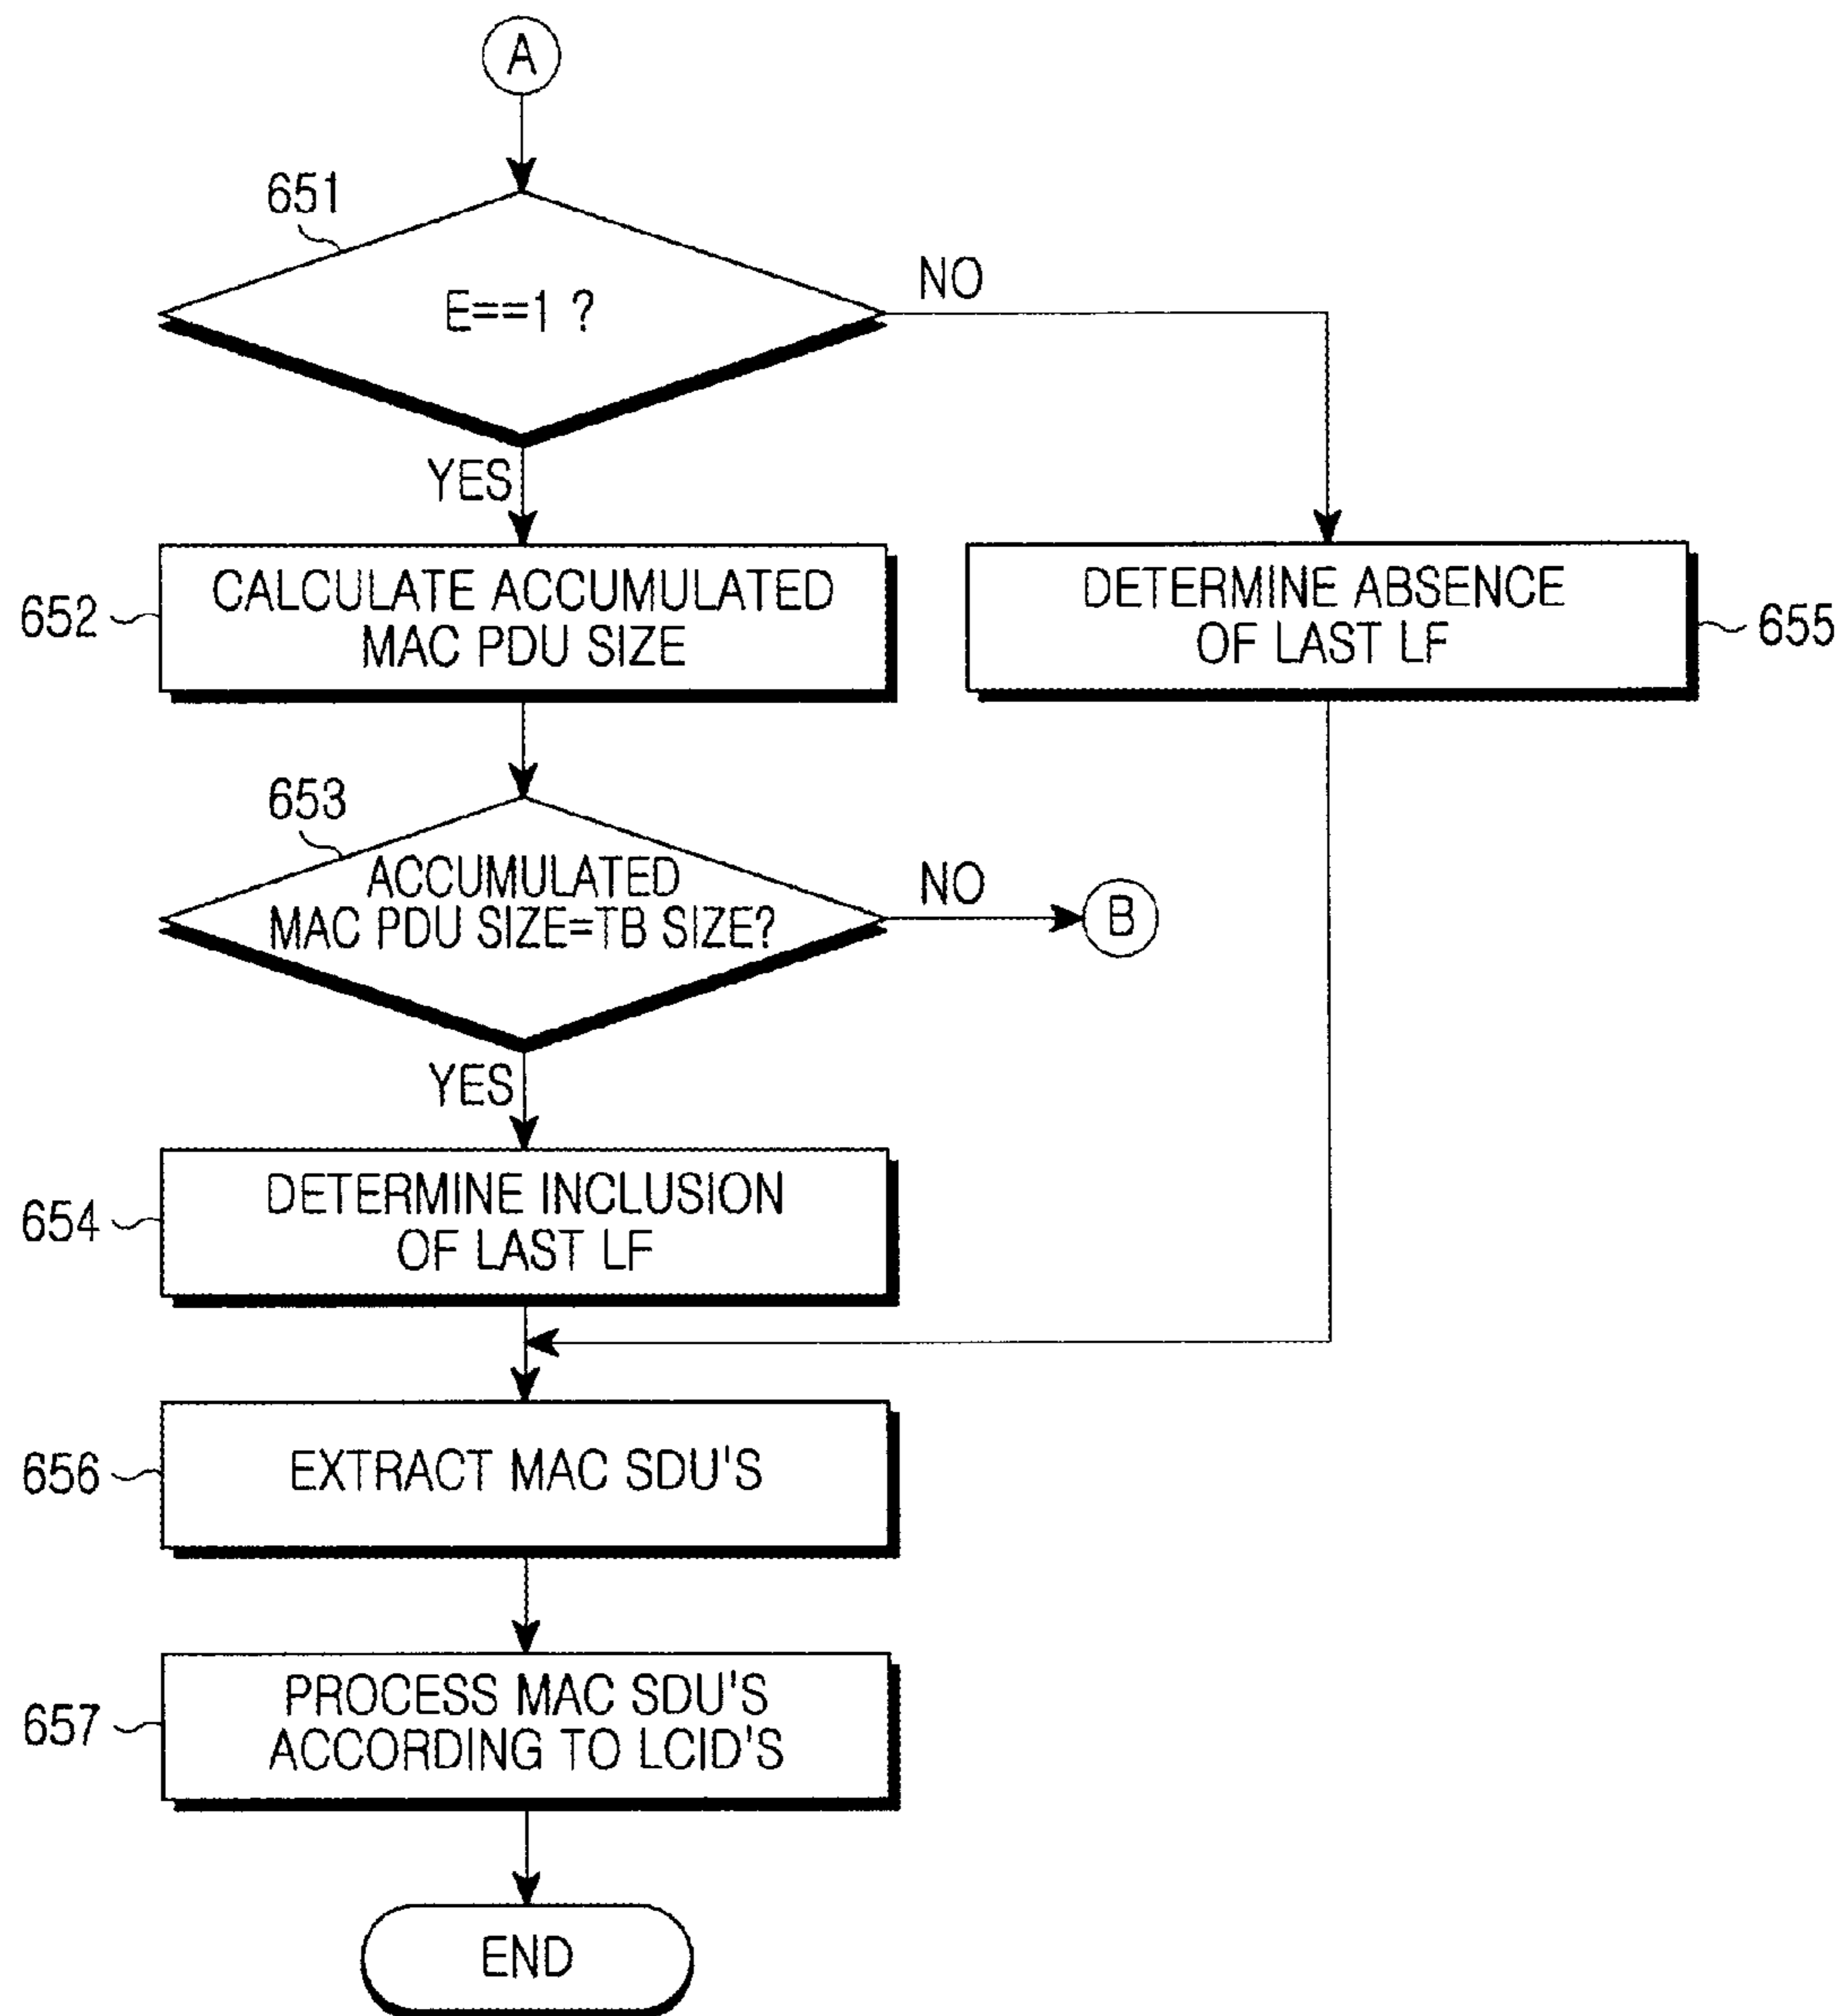 A
651
E==1 ?
NO
YES
652
CALCULATE ACCUMULATED
MAC PDU SIZE
DETERMINE ABSENCE
OF LAST LF
655
653
ACCUMULATED
MAC PDU SIZE=TB SIZE?
NO
B
YES
654
DETERMINE INCLUSION
OF LAST LF
656
EXTRACT MAC SDU'S
657
PROCESS MAC SDU'S
ACCORDING TO LCID'S
END